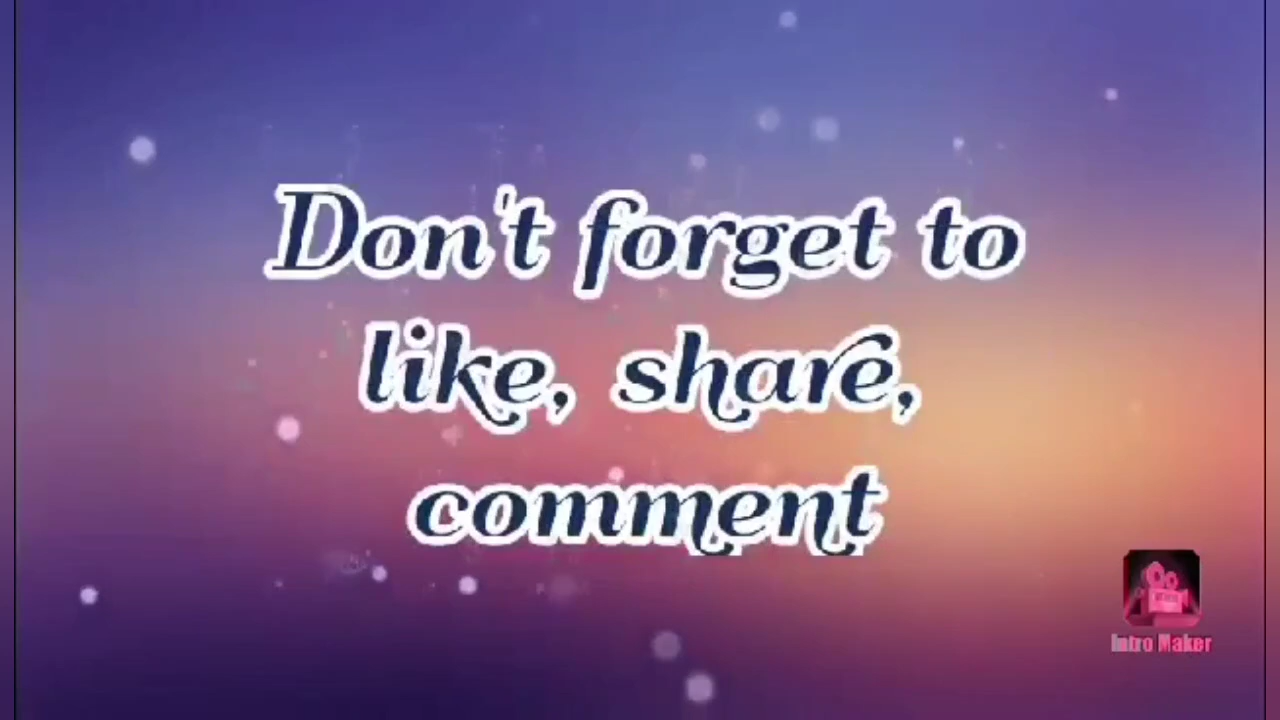 Don't forget to
like, share,
comment
Intro Maker